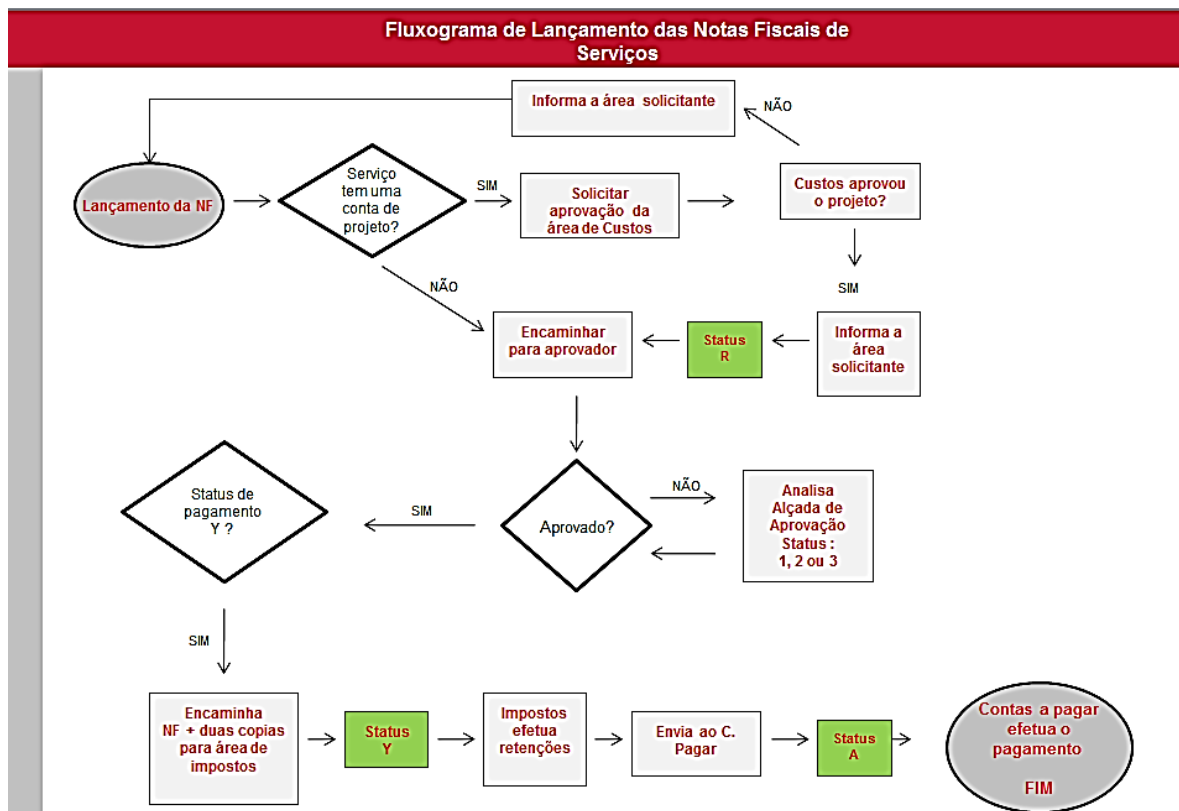 Fluxograma de Lançamento das Notas Fiscais de
Serviços
Informa a área solicitante
NÃO
Lançamento da NF
Serviço
tem uma
conta de
projeto?
SIM
Solicitar
aprovação da
área de Custos
Custos aprovou
o projeto?
NÃO
SIM
Encaminhar
para aprovador
Status
R
Informa a
área
solicitante
Status de
pagamento
Y ?
SIM
Aprovado?
NÃO
Analisa
Alçada de
Aprovação
Status :
1, 2 ou 3
SIM
Encaminha
NF + duas copias
para área de
impostos
Status
Y
Impostos
efetua
retenções
Envia ao C.
Pagar
Status
A
Contas a pagar
efetua o
pagamento
FIM